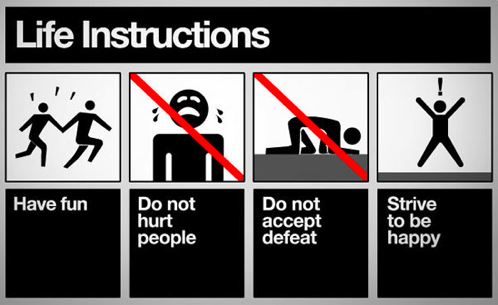 Life Instructions
Have fun
Do not
hurt
people
Do not
accept
defeat
Strive
to be
happy